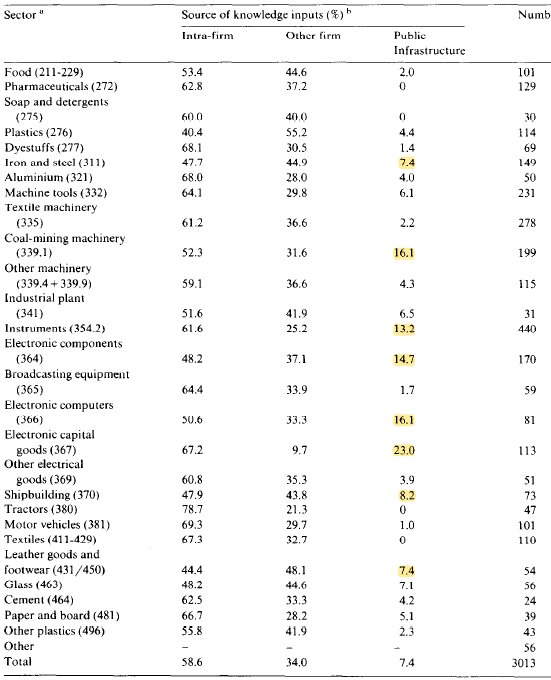 Sector a Source of knowledge inputs (%) b Numb
Intra-firm Other firm Public
Infrastructure
Food (211-229) 53.4 44.6 2.0 101
Pharmaceuticals (272) 62.8 37.2 0 129
Soap and detergents
(275) 60.0 40.0 0 30
Plastics (276) 40.4 55.2 4.4 114
Dyestuffs (277) 68.1 30.5 1.4 69
Iron and steel (311) 47.7 44.9 7.4 149
Aluminium (321) 68.0 28.0 4.0 50
Machine tools (332) 64.1 29.8 6.1 231
Textile machinery
(335) 61.2 36.6 2.2 278
Coal-mining machinery
(339.1) 52.3 31.6 16.1 199
Other machinery
(339.4 + 339.9) 59.1 36.6 4.3 115
Industrial plant
(341) 51.6 41.9 6.5 31
Instruments (354.2) 61.6 25.2 13.2 440
Electronic components
(364) 48.2 37.1 14.7 170
Broadcasting equipment
(365) 64.4 33.9 1.7 59
Electronic computers
(366) 50.6 33.3 16.1 81
Electronic capital
goods (367) 67.2 9.7 23.0 113
Other electrical
goods (369) 60.8 35.3 3.9 51
Shipbuilding (370) 47.9 43.8 8.2 73
Tractors (380) 78.7 21.3 0 47
Motor vehicles (381) 69.3 29.7 1.0 101
Textiles (411-429) 67.3 32.7 0 110
Leather goods and
footwear (431/450) 44.4 48.1 7.4 54
Glass (463) 48.2 44.6 7.1 56
Cement (464) 62.5 33.3 4.2 24
Paper and board (481) 66.7 28.2 5.1 39
Other plastics (496) 55.8 41.9 2.3 43
Other – – – 56
Total 58.6 34.0 7.4 3013